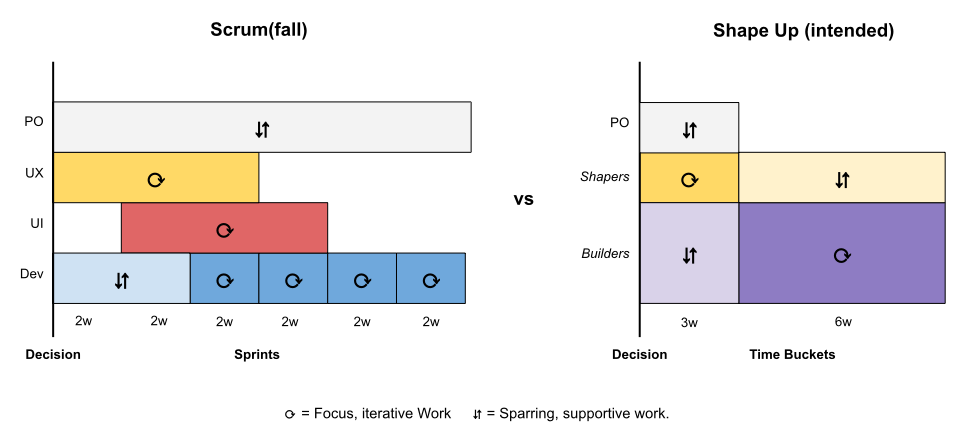 Scrum(fall)
Shape Up (intended)
PO
UX
UI
Dev
2w 2w 2w 2w 2w 2w
Decision
Sprints
vs
PO
Shapers
Builders
3w 6w
Decision
Time Buckets
⟳ = Focus, iterative Work ⇵ = Sparring, supportive work.